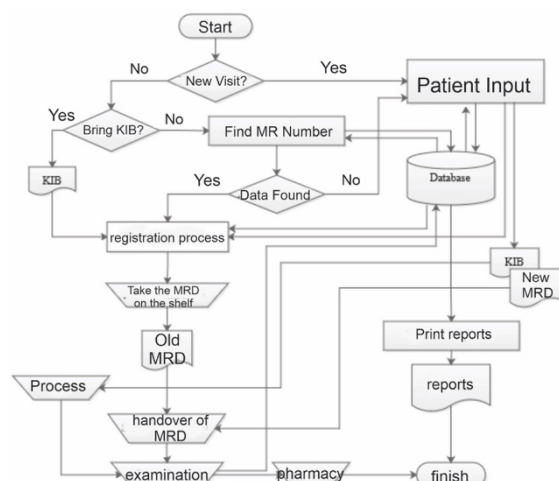 Start
No
New Visit?
Yes
Patient Input
Yes
Bring KIB?
No
Find MR Number
KIB
Yes
Data Found
No
Database
registration process
Take the MRD
on the shelf
KIB
New
MRD
Old
MRD
Print reports
Process
reports
handover of
MRD
examination
pharmacy
finish